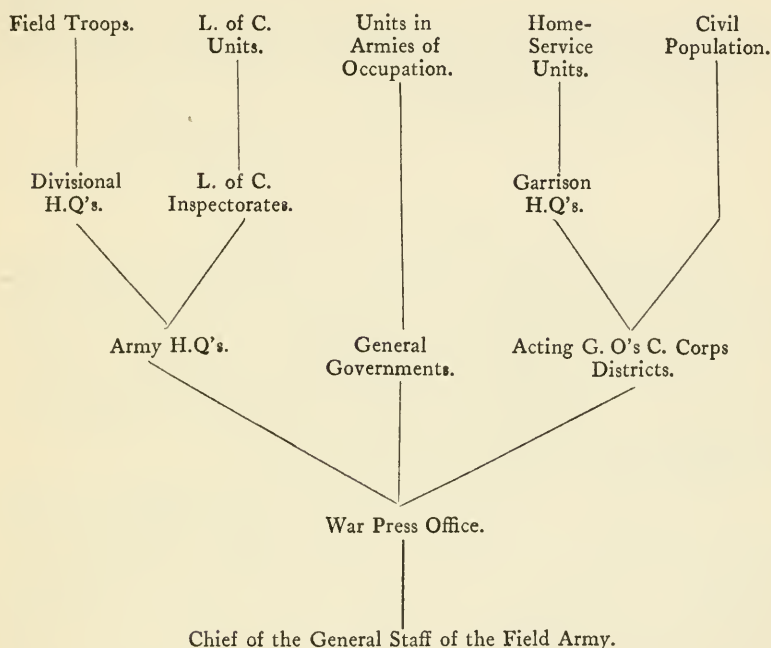 Field Troops.
L. of C.
Units.
Units in
Armies of
Occupation.
Home-
Service
Units.
Civil
Population.
Divisional
H.Q's.
L. of C.
Inspectorates.
Garrison
H.Q's.
Army H.Q's.
General
Governments.
Acting G. O's C. Corps
Districts.
War Press Office.
Chief of the General Staff of the Field Army.